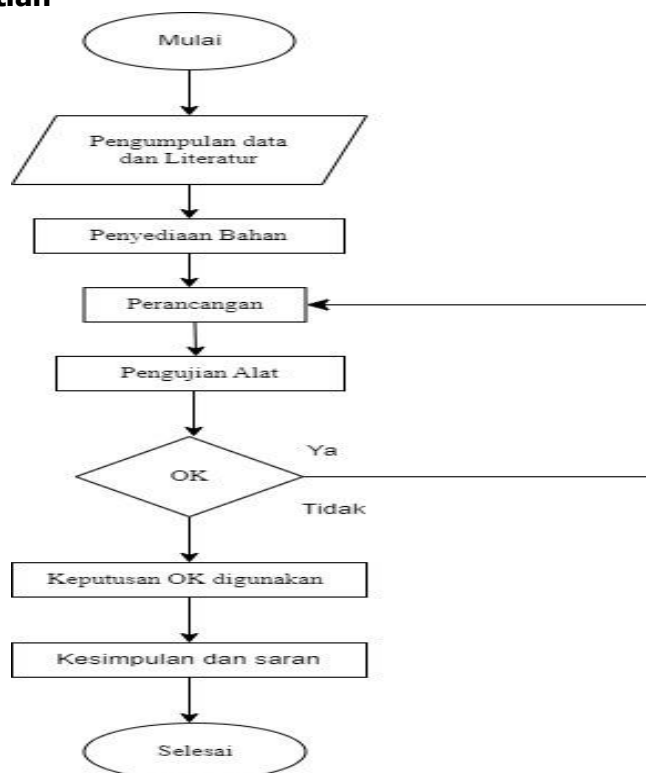 Mulai
Pengumpulan data
dan Literatur
Penyediaan Bahan
Perancangan
Pengujian Alat
Ya
OK
Tidak
Keputusan OK digunakan
Kesimpulan dan saran
Selesai